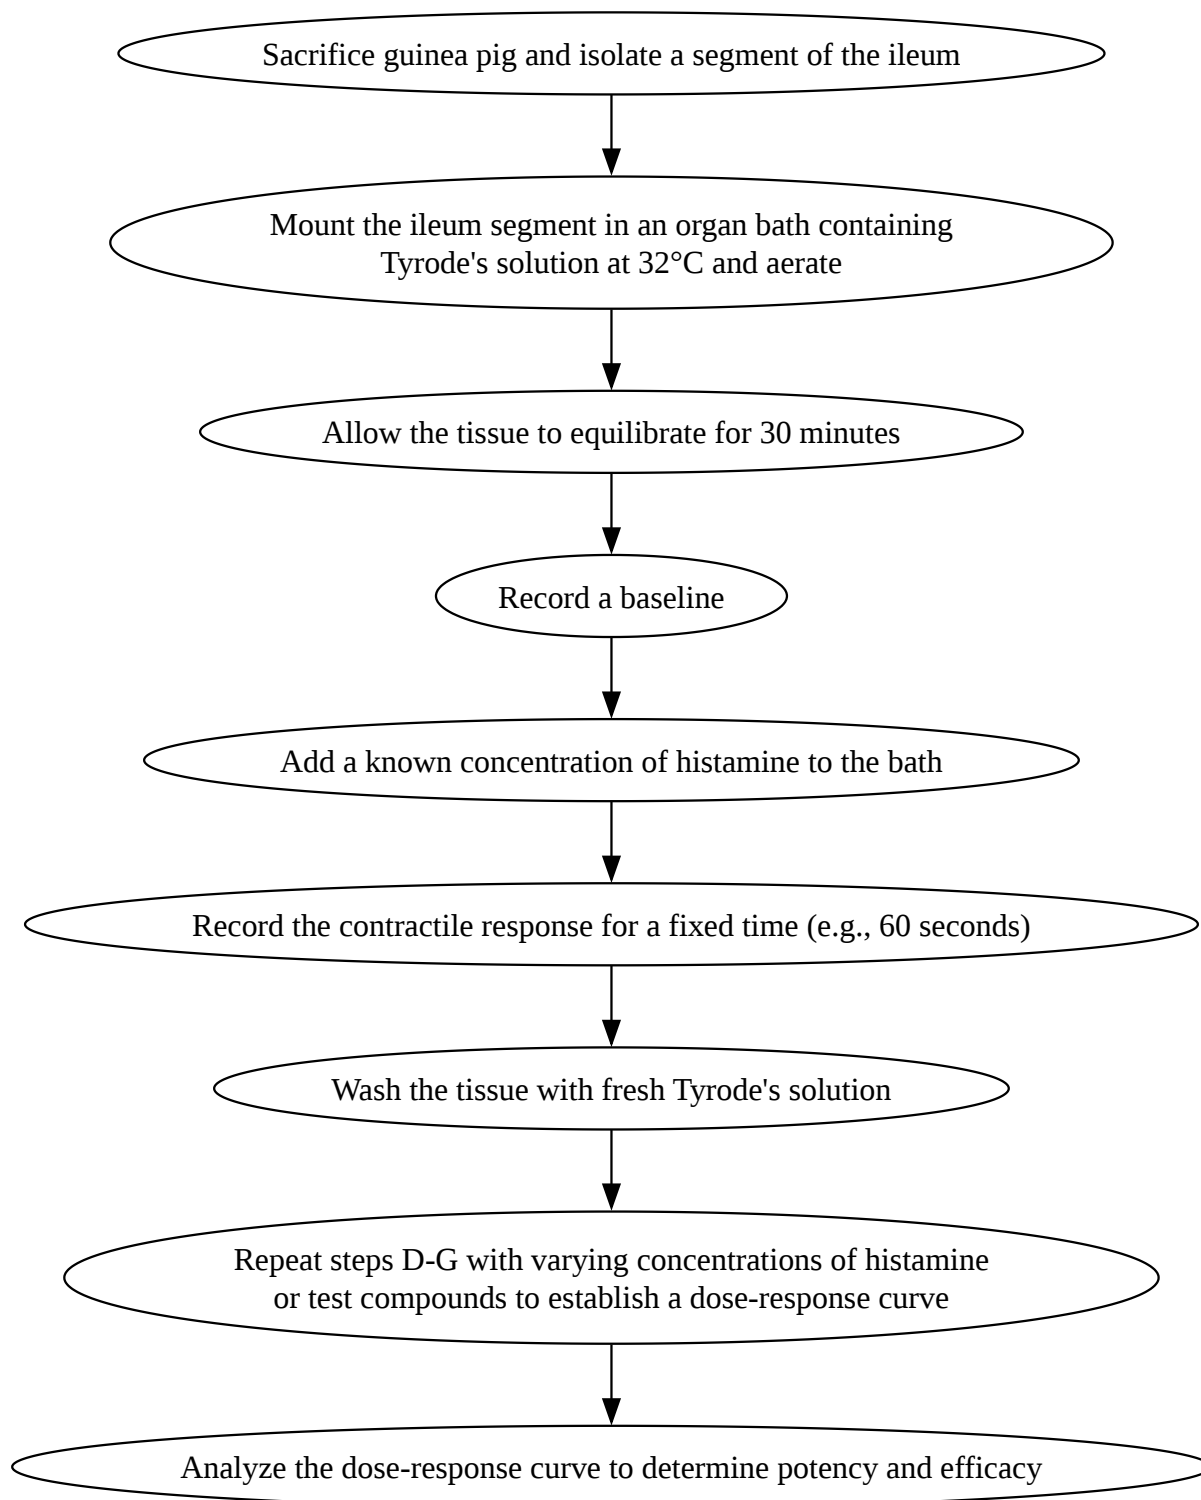 Sacrifice guinea pig and isolate a segment of the ileum
Mount the ileum segment in an organ bath containing
Tyrode's solution at 32°C and aerate
Allow the tissue to equilibrate for 30 minutes
Record a baseline
Add a known concentration of histamine to the bath
Record the contractile response for a fixed time (e.g., 60 seconds)
Wash the tissue with fresh Tyrode's solution
Repeat steps D-G with varying concentrations of histamine
or test compounds to establish a dose-response curve
Analyze the dose-response curve to determine potency and efficacy